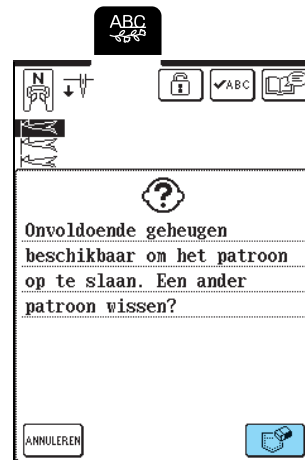 ABC
N
ABC
Onvoldoende geheugen
beschikbaar om het patroon
op te slaan. Een ander
patroon wissen?
ANNULEREN